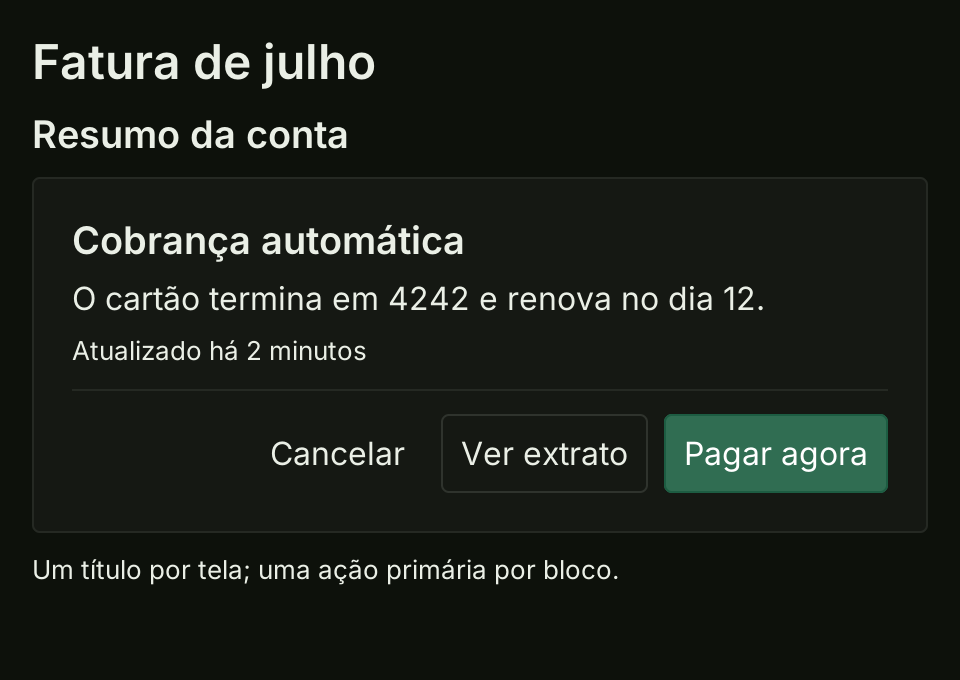 Fatura de julho
Resumo da conta
Cobrança automática
O cartão termina em 4242 e renova no dia 12.
Atualizado há 2 minutos
Cancelar Ver extrato Pagar agora
Um título por tela; uma ação primária por bloco.